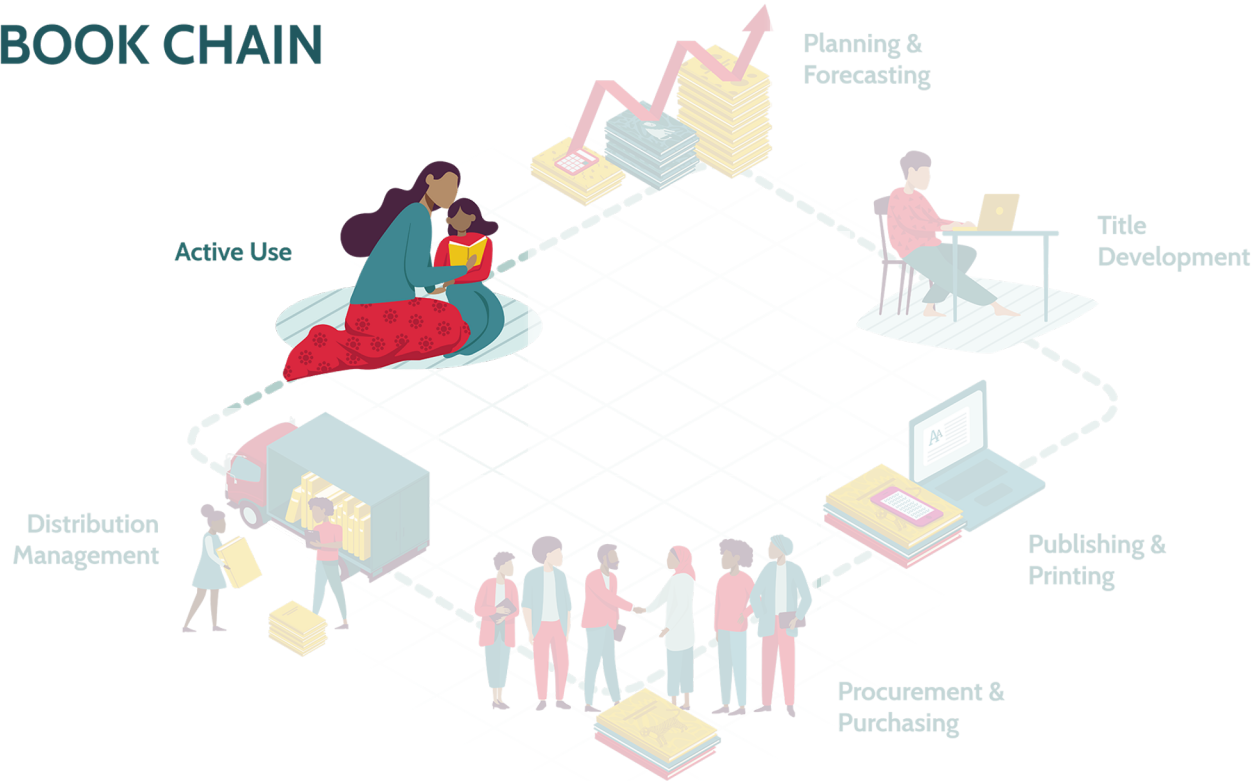 BOOK CHAIN
Planning &
Forecasting
Title
Development
Active Use
Distribution
Management
Publishing &
Printing
Procurement &
Purchasing